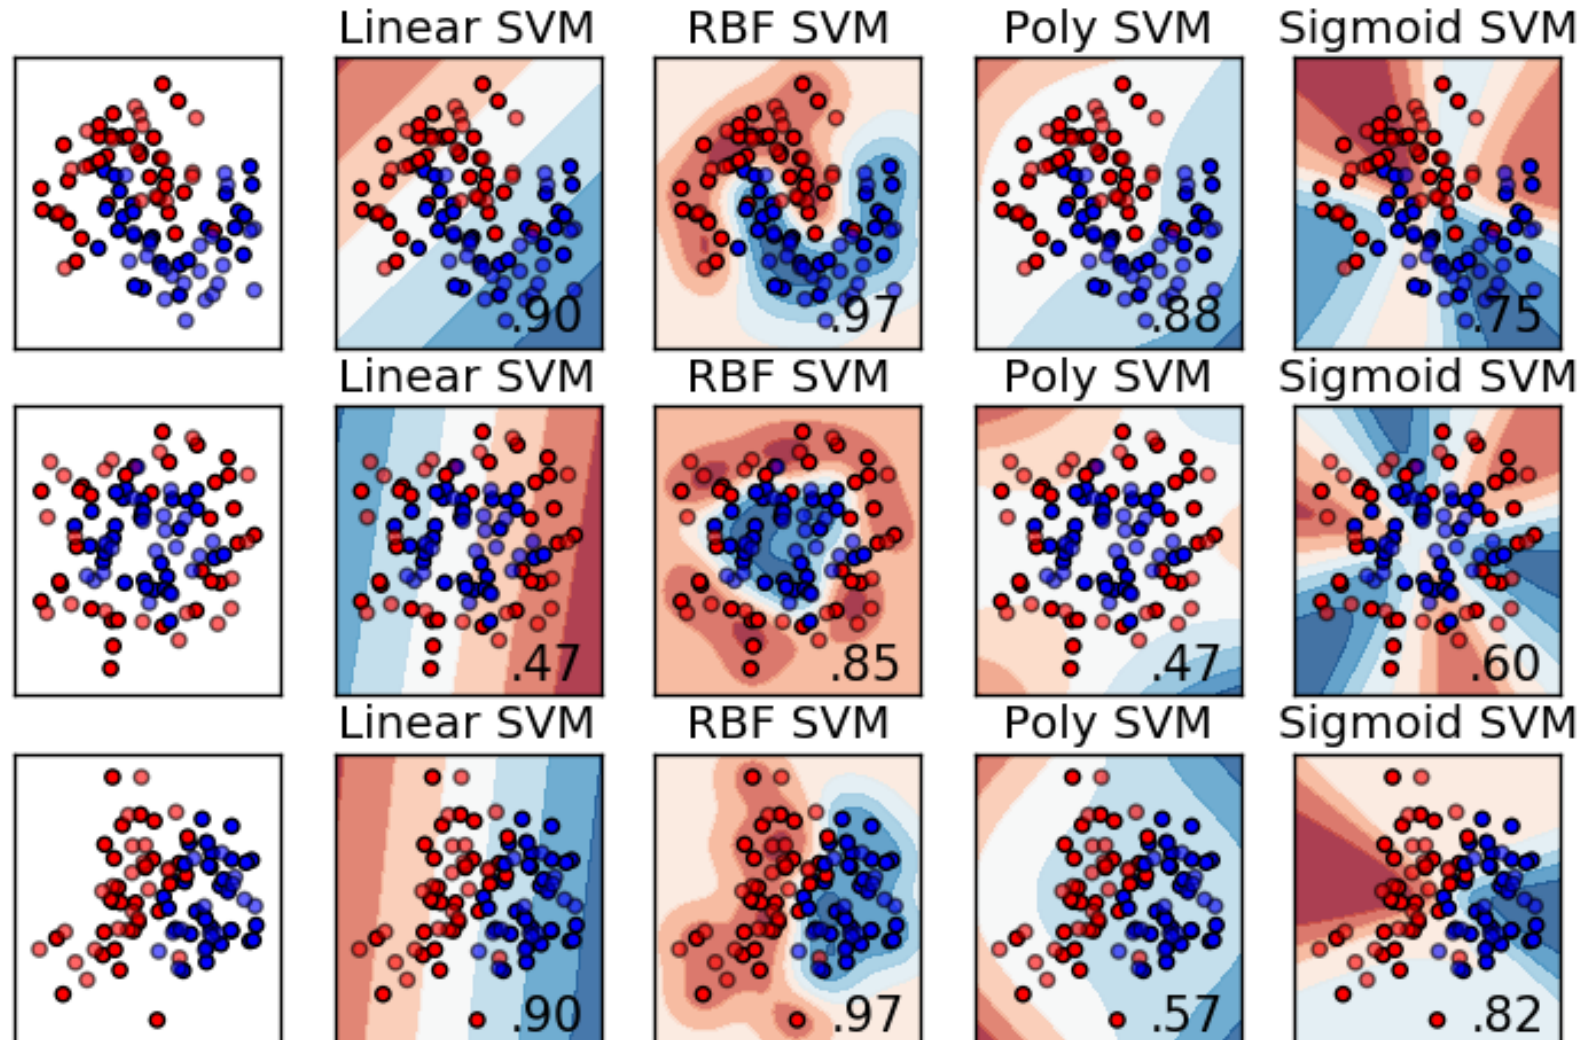 Linear SVM RBF SVM Poly SVM Sigmoid SVM
.90 .97 .88 .75
Linear SVM RBF SVM Poly SVM Sigmoid SVM
.47 .85 .47 .60
Linear SVM RBF SVM Poly SVM Sigmoid SVM
.90 .97 .57 .82